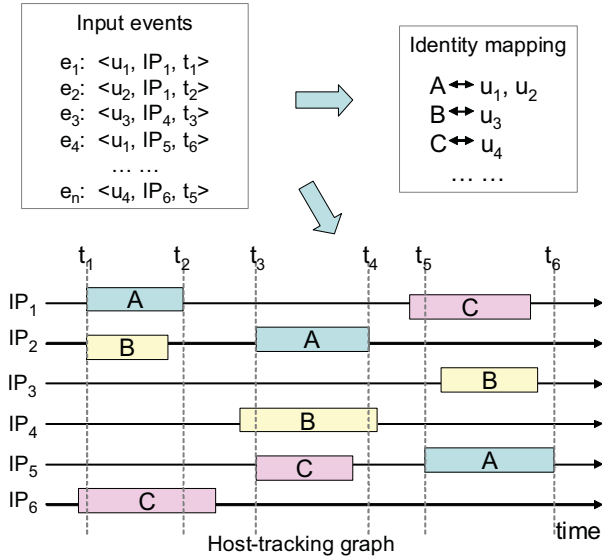 Input events
e1: <u1, IP1, t1>
e2: <u2, IP1, t2>
e3: <u3, IP4, t3>
e4: <u1, IP5, t6>
... ...
en: <u4, IP6, t5>
Identity mapping
A ↔ u1, u2
B ↔ u3
C ↔ u4
... ...
t1 t2 t3 t4 t5 t6
IP1 A C
IP2 B A
IP3 B
IP4 B
IP5 C A
IP6 C
time
Host-tracking graph